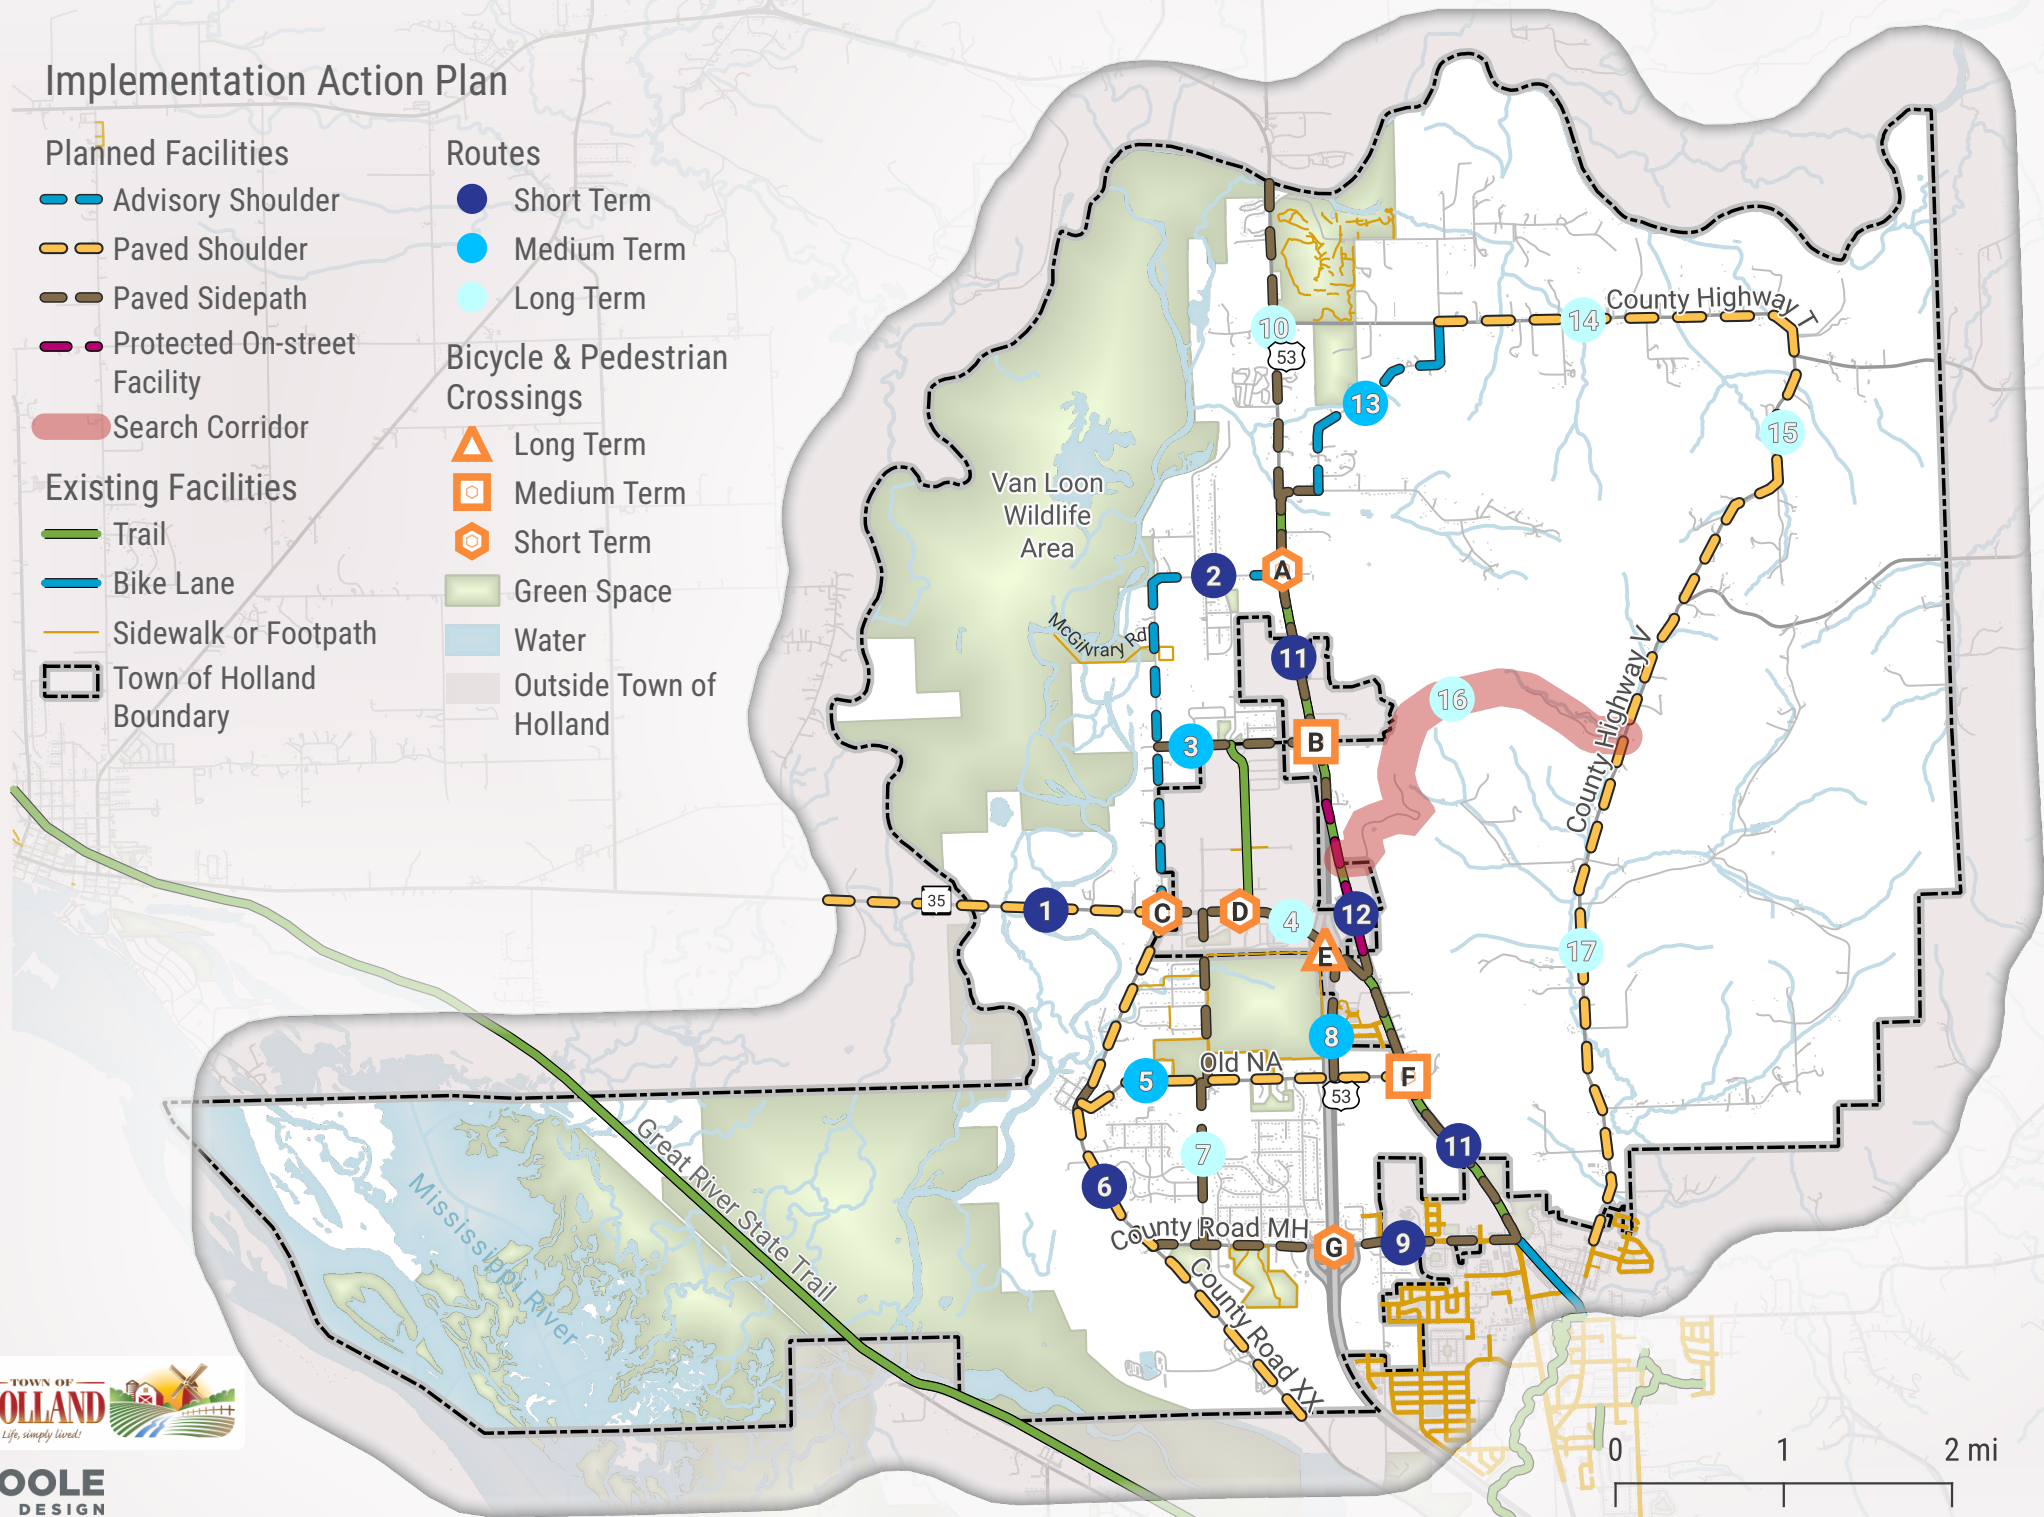 Implementation Action Plan
Planned Facilities
Advisory Shoulder
Paved Shoulder
Paved Sidepath
Protected On-street
Facility
Search Corridor
Existing Facilities
Trail
Bike Lane
Sidewalk or Footpath
Town of Holland
Boundary
Routes
Short Term
Medium Term
Long Term
Bicycle & Pedestrian
Crossings
Long Term
Medium Term
Short Term
Green Space
Water
Outside Town of
Holland
County Highway T
10
14
53
13
15
Van Loon
Wildlife
Area
2
A
McGilvrary Rd
11
County Highway V
16
3
B
35
1
C
D
4
12
E
17
8
Old NA
5
F
53
11
7
6
County Road MH
G
9
County Road XX
Great River State Trail
Mississippi River
TOWN OF
OLLAND
Life, simply lived!
OOLE
DESIGN
0 1 2 mi